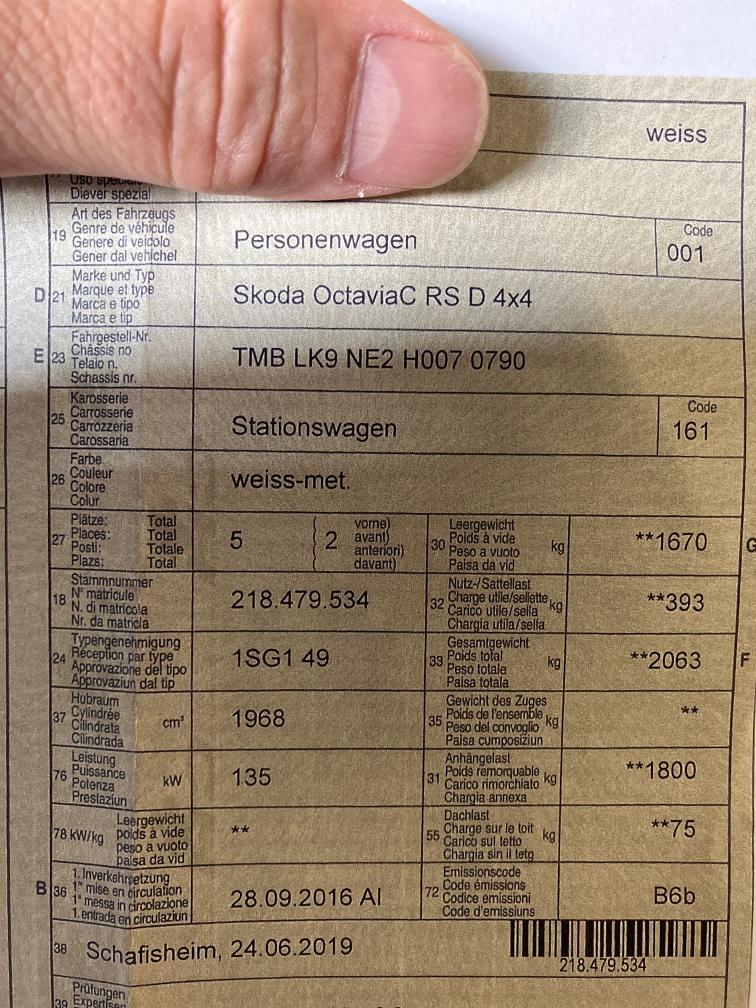 weiss
Diever spezial
19 Art des Fahrzeugs
Genre de véhicule
Genere di veicolo
Gener dal vehichel
Personenwagen
Code
001
D 21 Marke und Typ
Marque et type
Marca e tipo
Marca e tip
Skoda OctaviaC RS D 4x4
E 23 Fahrgestell-Nr.
Châssis no
Telaio n.
Schassis nr.
TMB LK9 NE2 H007 0790
25 Karosserie
Carrosserie
Carrozzeria
Carossaria
Stationswagen
Code
161
26 Farbe
Couleur
Colore
Colur
weiss-met.
27 Plätze: Total
Places: Total
Posti: Totale
Plazs: Total
5
2
vorne)
avant)
anteriori)
davant)
30 Leergewicht
Poids à vide
Peso a vuoto
Paisa da vid
kg
**1670
G
18 Stammnummer
N° matricule
N. di matricola
Nr. da matricla
218.479.534
32 Nutz-/Sattellast
Charge utile/sellette
Carico utile/sella
Chargia utila/sella
kg
**393
24 Typengenehmigung
Réception par type
Approvazione del tipo
Approvaziun dal tip
1SG1 49
33 Gesamtgewicht
Poids total
Peso totale
Paisa totala
kg
**2063
F
37 Hubraum
Cylindrée
Cilindrata
Cilindrada
cm³
1968
35 Gewicht des Zuges
Poids de l'ensemble
Peso del convoglio
Paisa cumposiziun
kg
**
76 Leistung
Puissance
Potenza
Prestaziun
kW
135
31 Anhängelast
Poids remorquable
Carico rimorchiato
Chargia annexa
kg
**1800
78 kW/kg
Leergewicht
poids à vide
peso a vuoto
paisa da vid
**
55 Dachlast
Charge sur le toit
Carico sul tetto
Chargia sin il tetg
kg
**75
B 36 1. Inverkehrsetzung
1re mise en circulation
1a messa in circolazione
1. entrada en circulaziun
28.09.2016 AI
72 Emissionscode
Code émissions
Codice emissioni
Code d'emissiuns
B6b
38 Schafisheim, 24.06.2019
218.479.534
39 Prüfungen